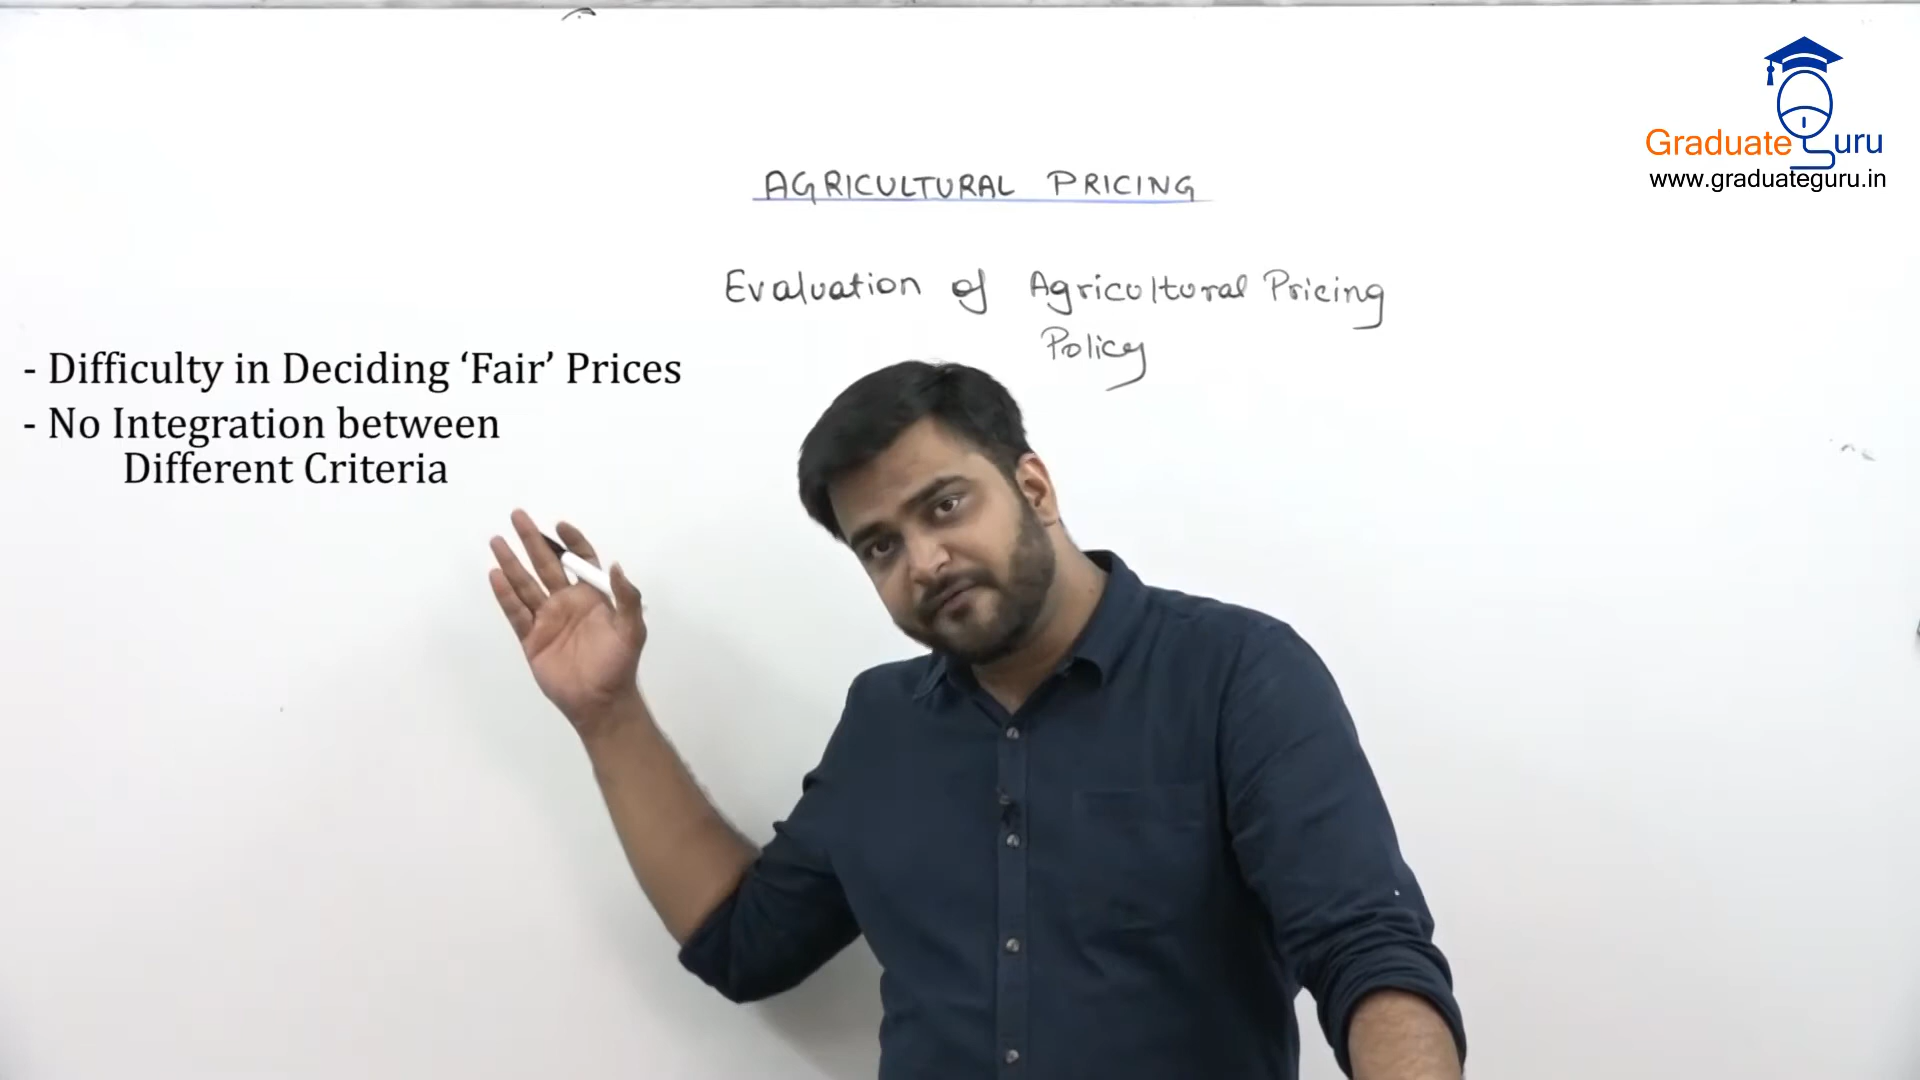 Graduate Guru
www.graduateguru.in
AGRICULTURAL PRICING
Evaluation of Agricultural Pricing
Policy
- Difficulty in Deciding ‘Fair’ Prices
- No Integration between
Different Criteria